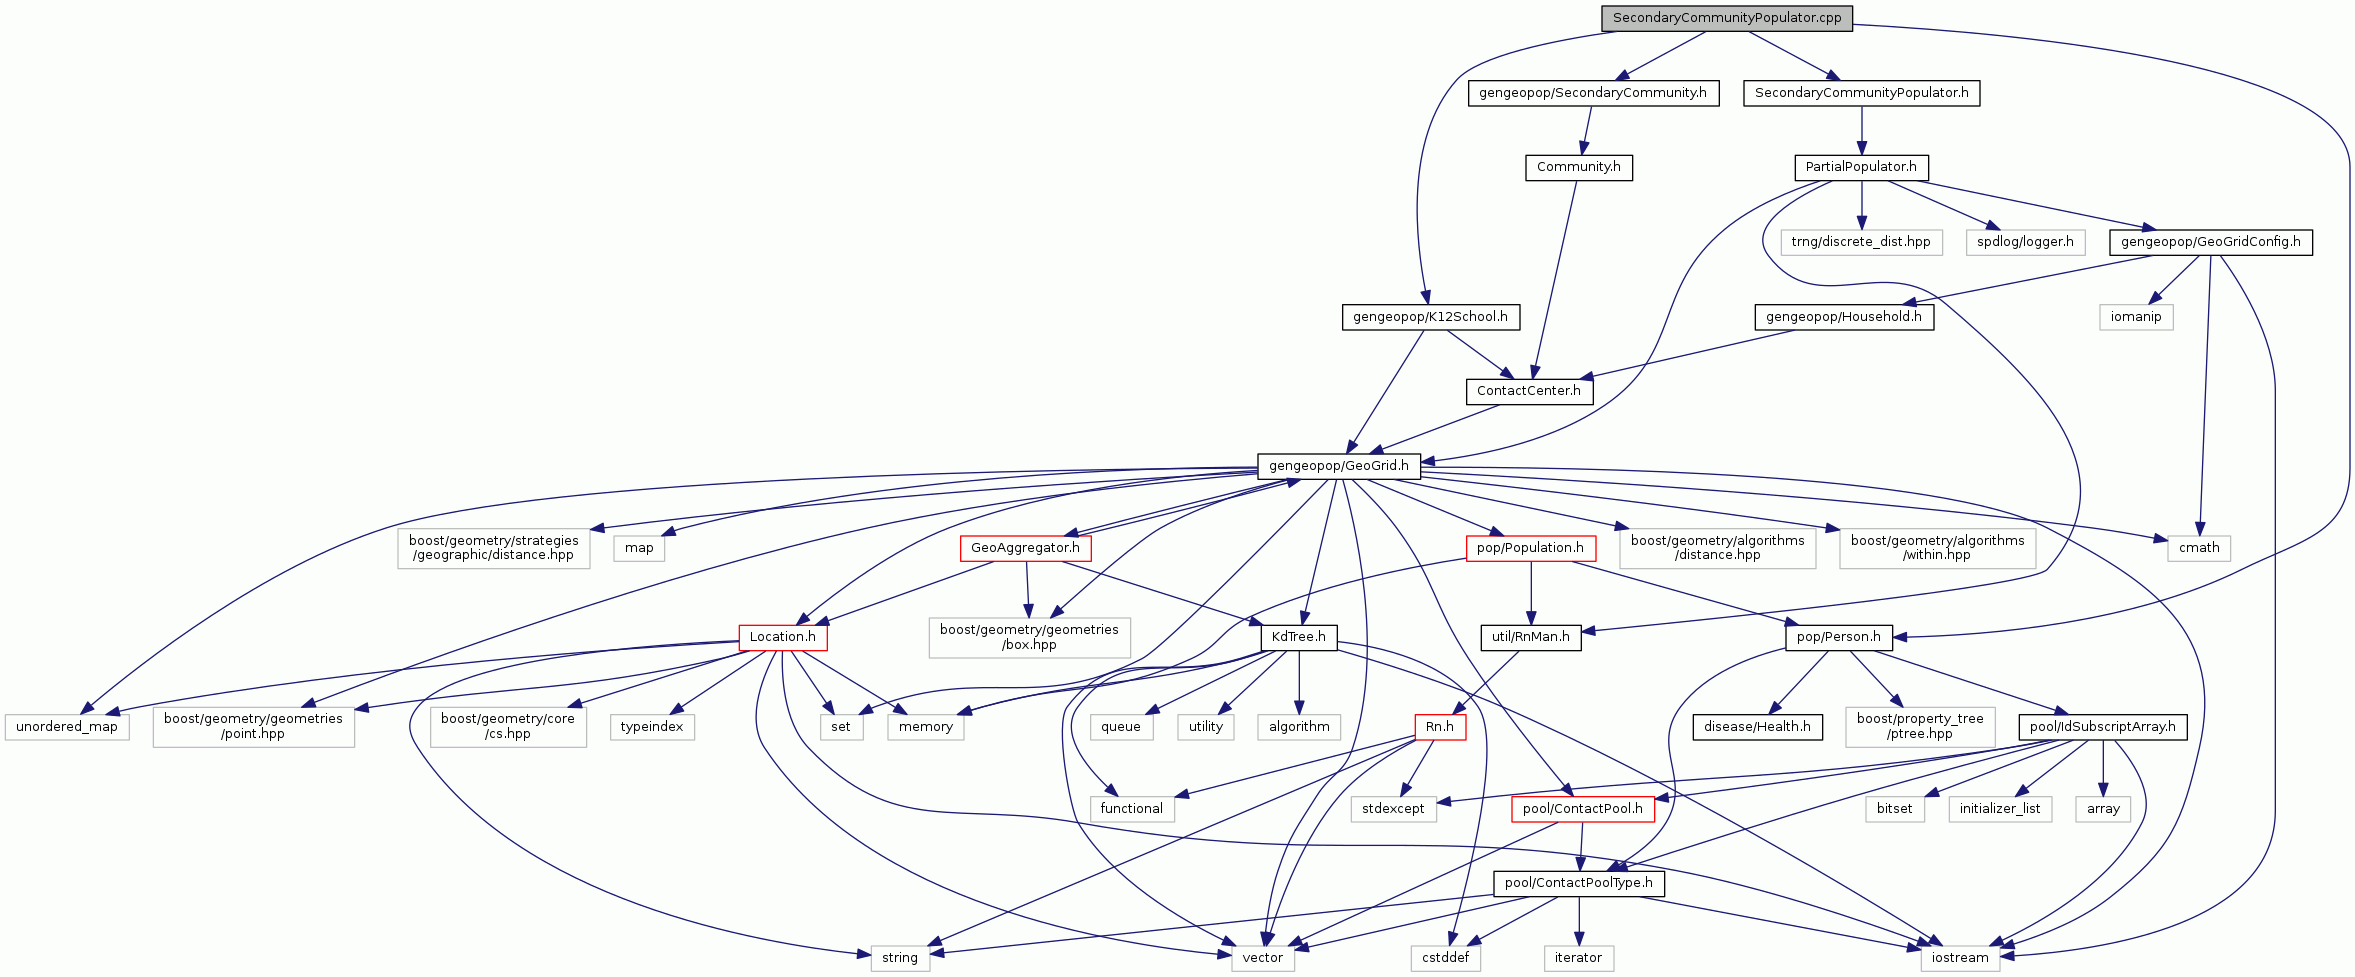 SecondaryCommunityPopulator.cpp
gengeopop/SecondaryCommunity.h
SecondaryCommunityPopulator.h
Community.h
PartialPopulator.h
trng/discrete_dist.hpp
spdlog/logger.h
gengeopop/GeoGridConfig.h
gengeopop/K12School.h
gengeopop/Household.h
iomanip
ContactCenter.h
gengeopop/GeoGrid.h
boost/geometry/strategies
/geographic/distance.hpp
map
GeoAggregator.h
pop/Population.h
boost/geometry/algorithms
/distance.hpp
boost/geometry/algorithms
/within.hpp
cmath
Location.h
boost/geometry/geometries
/box.hpp
KdTree.h
util/RnMan.h
pop/Person.h
unordered_map
boost/geometry/geometries
/point.hpp
boost/geometry/core
/cs.hpp
typeindex
set
memory
queue
utility
algorithm
Rn.h
disease/Health.h
boost/property_tree
/ptree.hpp
pool/IdSubscriptArray.h
functional
stdexcept
pool/ContactPool.h
bitset
initializer_list
array
pool/ContactPoolType.h
string
vector
cstddef
iterator
iostream